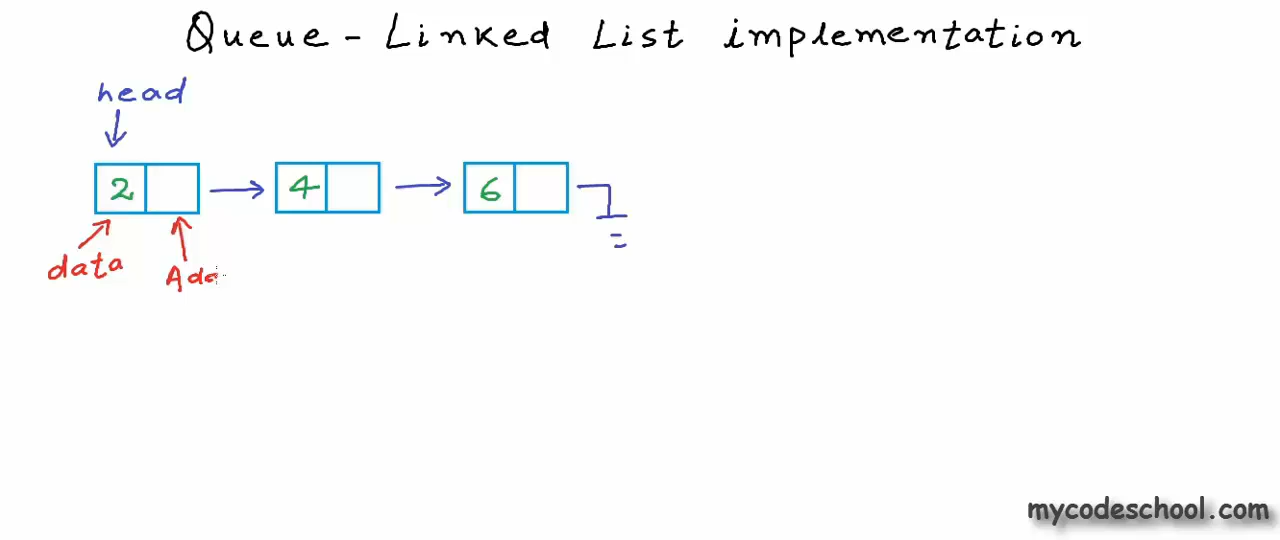 Queue - Linked List implementation
head
2 4 6
data
mycodeschool.com